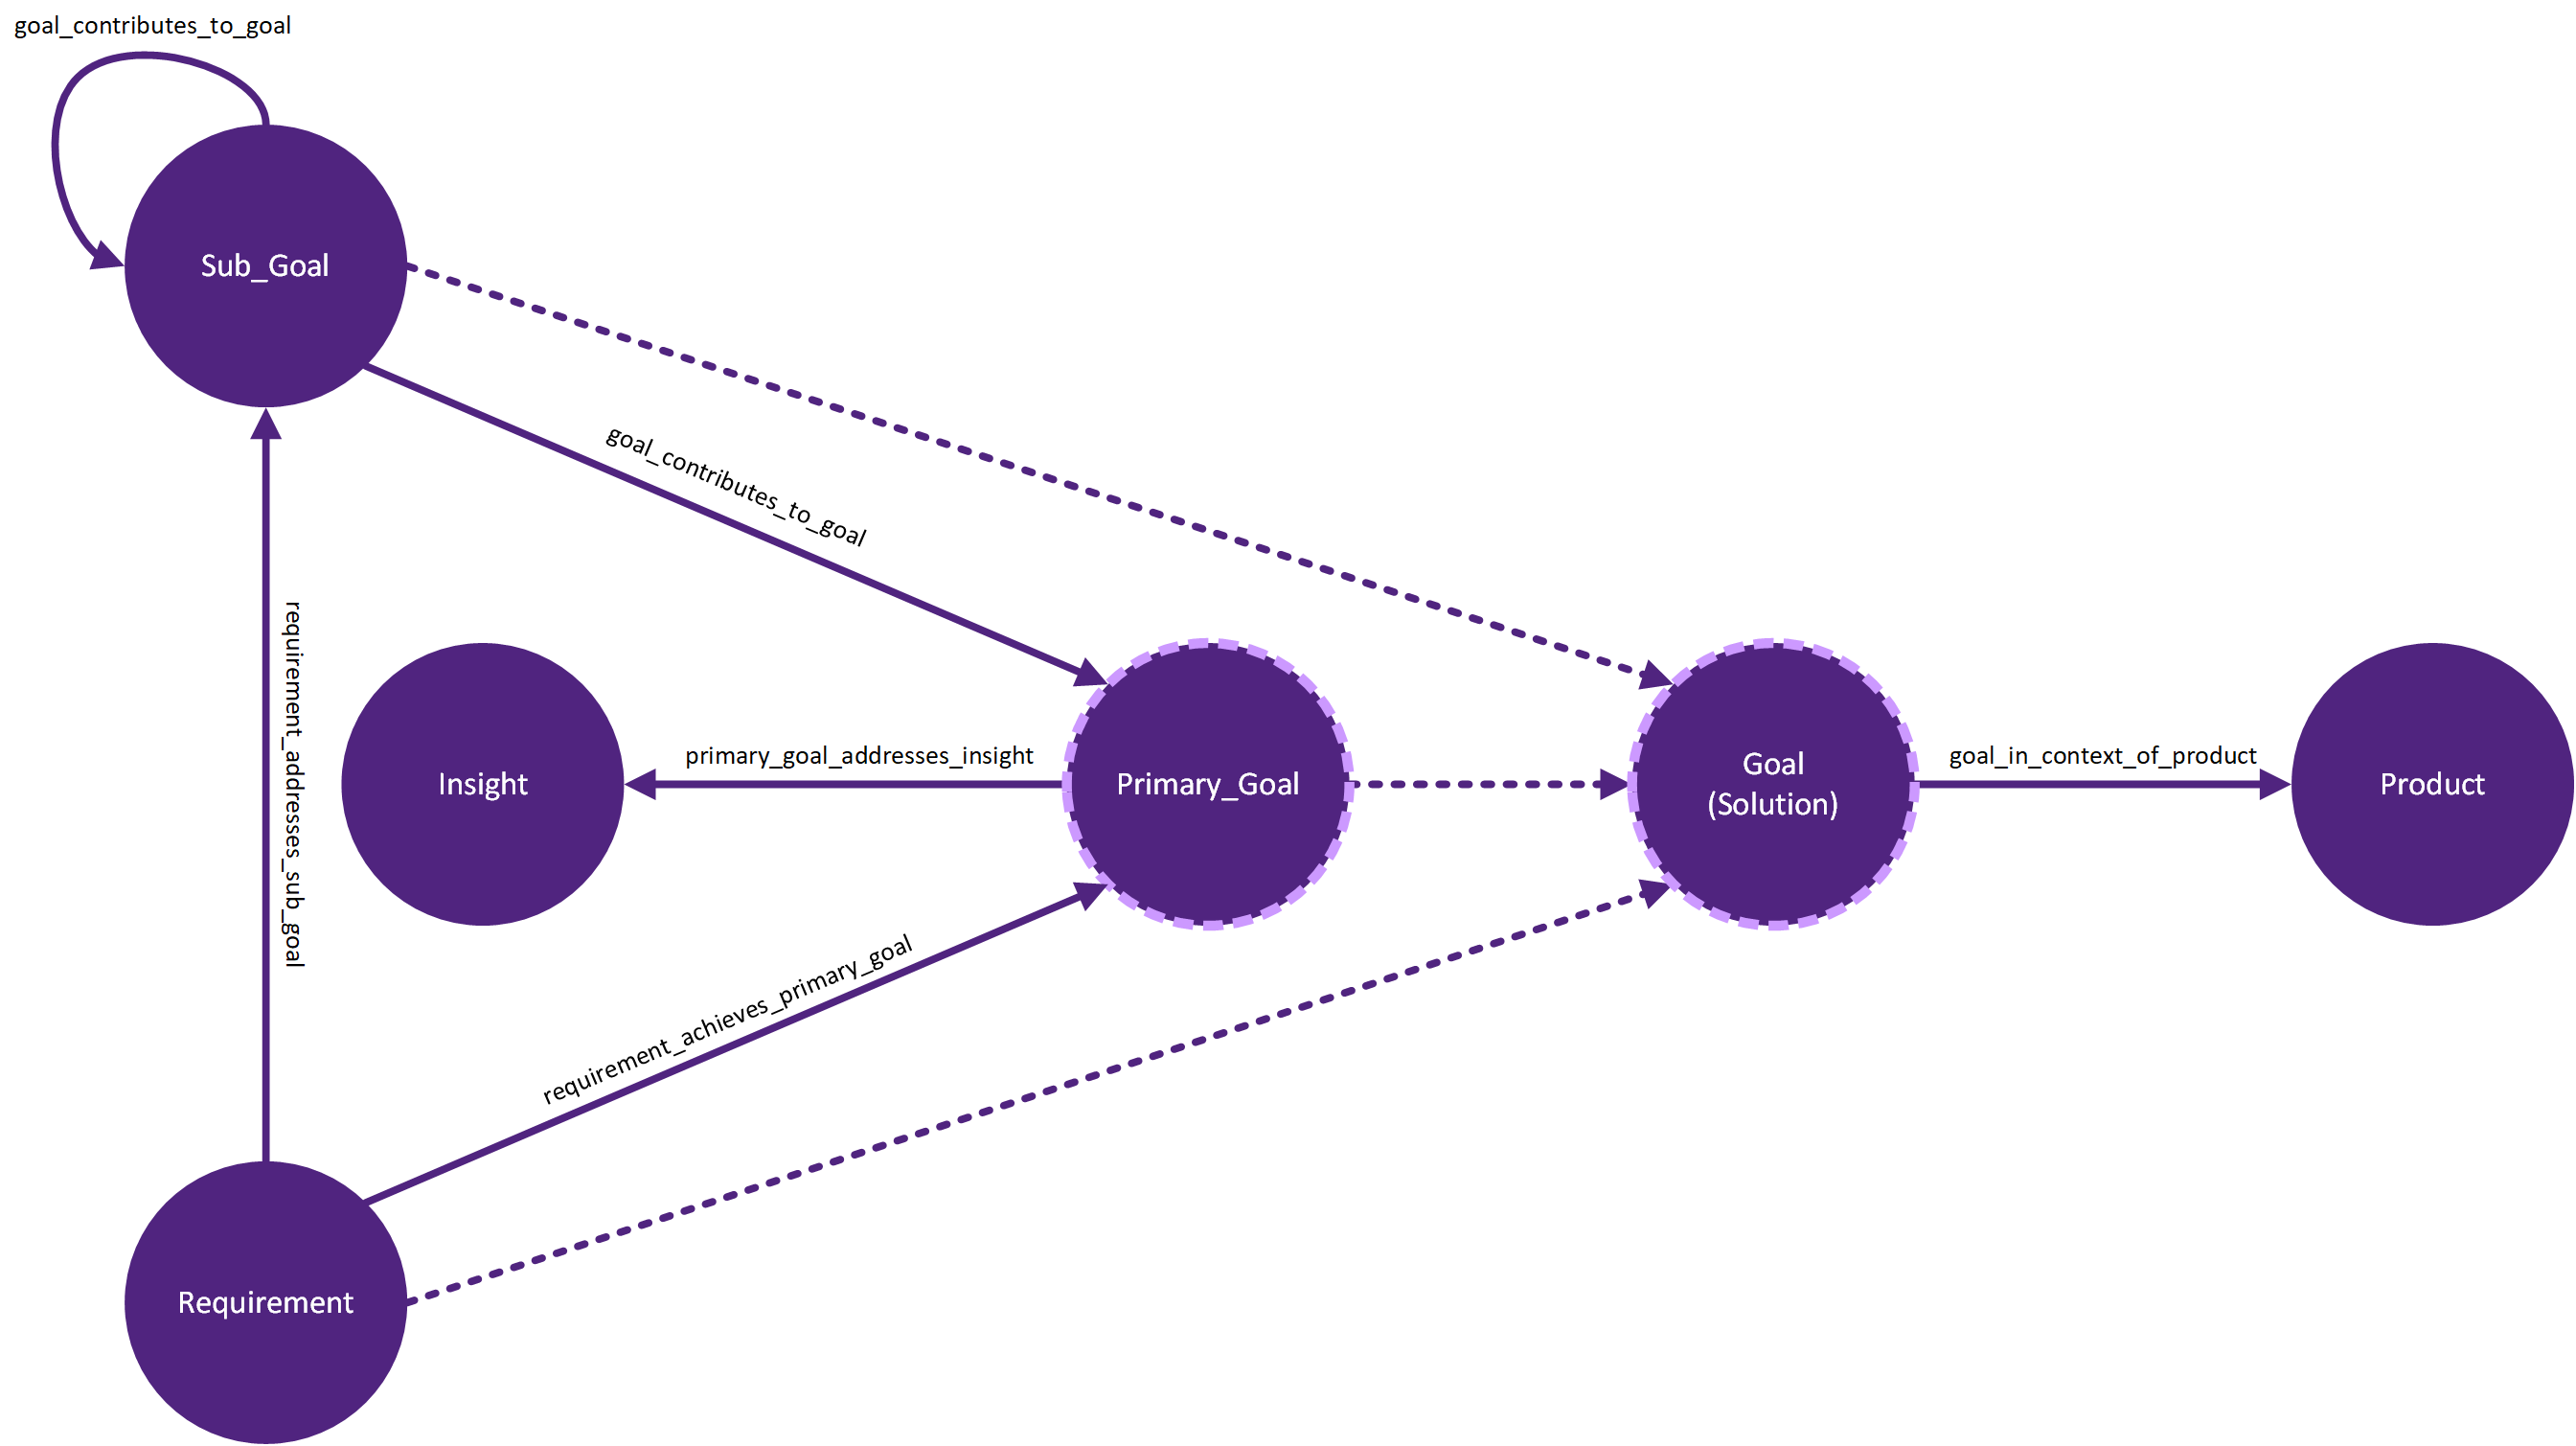 goal_contributes_to_goal
Sub_Goal
goal_contributes_to_goal
requirement_addresses_sub_goal
Insight
primary_goal_addresses_insight
Primary_Goal
Goal
(Solution)
goal_in_context_of_product
Product
requirement_achieves_primary_goal
Requirement